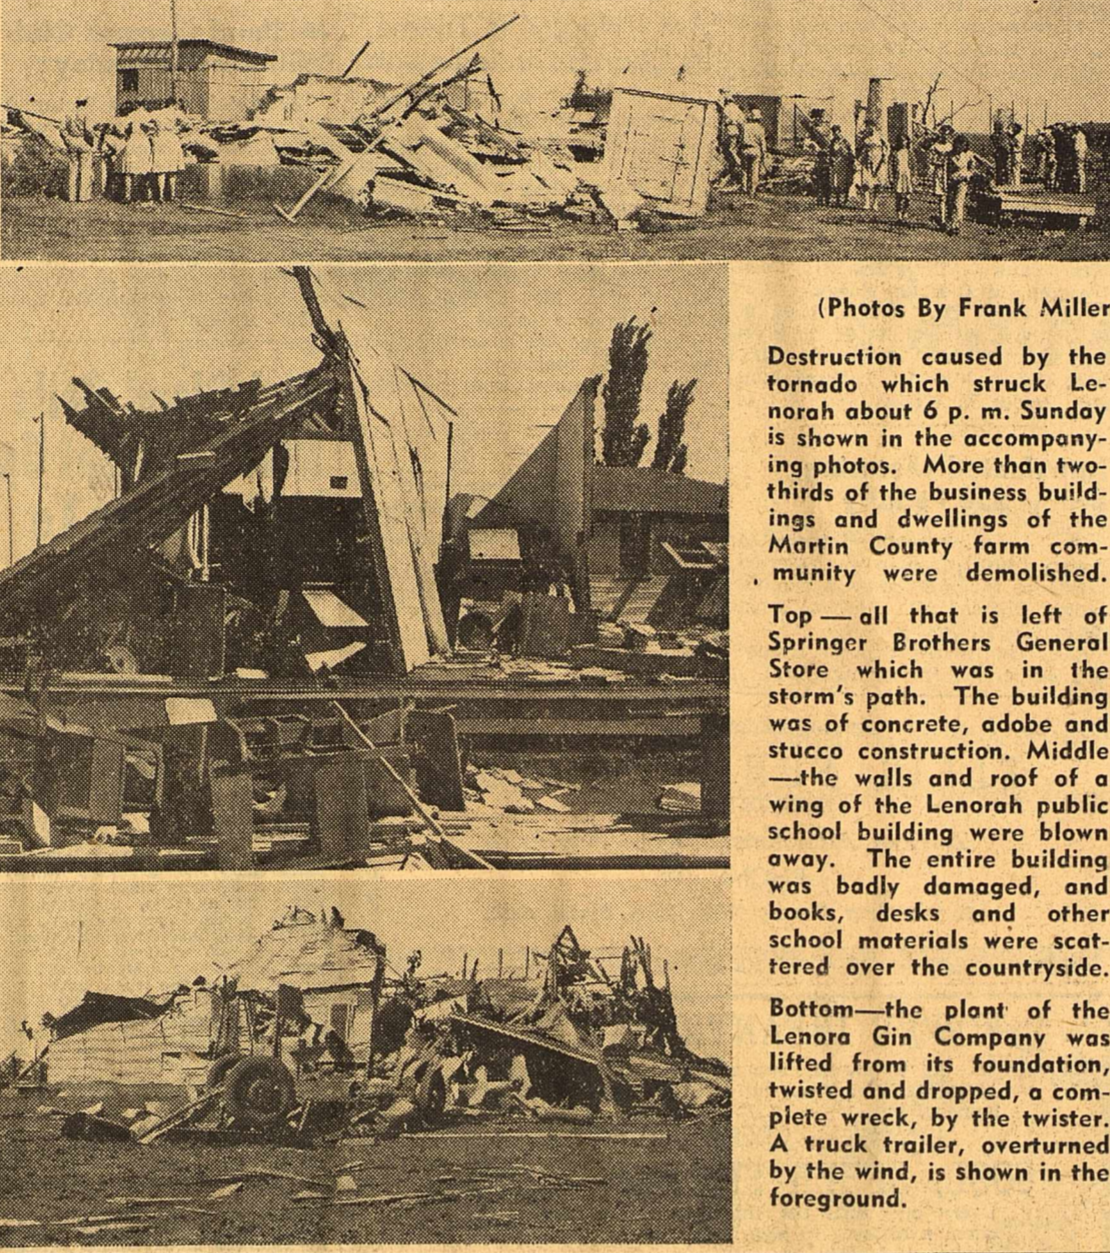 (Photos By Frank Miller
Destruction caused by the
tornado which struck Le-
norah about 6 p. m. Sunday
is shown in the accompany-
ing photos. More than two-
thirds of the business build-
ings and dwellings of the
Martin County farm com-
munity were demolished.
Top — all that is left of
Springer Brothers General
Store which was in the
storm's path. The building
was of concrete, adobe and
stucco construction. Middle
—the walls and roof of a
wing of the Lenorah public
school building were blown
away. The entire building
was badly damaged, and
books, desks and other
school materials were scat-
tered over the countryside.
Bottom—the plant of the
Lenora Gin Company was
lifted from its foundation,
twisted and dropped, a com-
plete wreck, by the twister.
A truck trailer, overturned
by the wind, is shown in the
foreground.